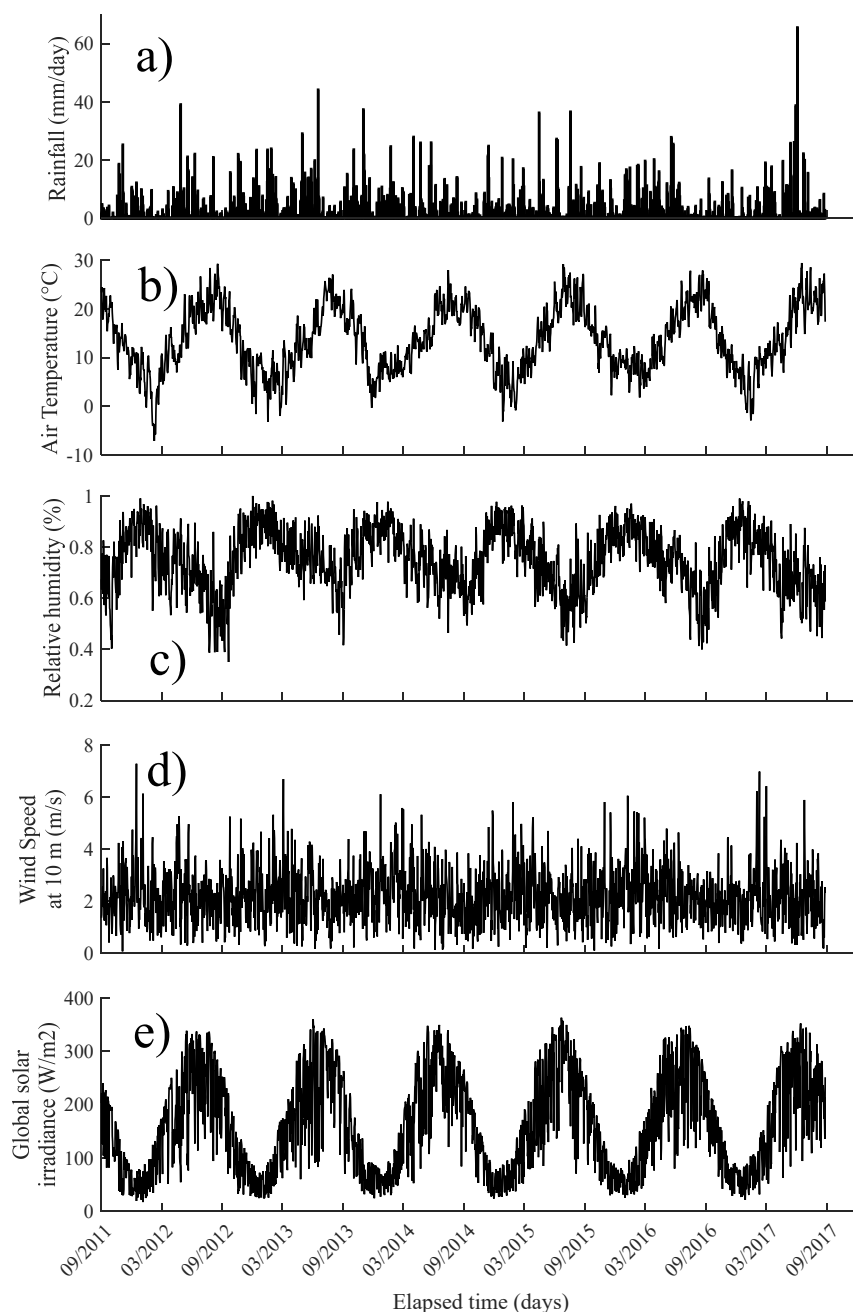 a)
Rainfall (mm/day)
60
40
20
0
b)
Air Temperature (°C)
30
20
10
0
-10
c)
Relative humidity (%)
1
0.8
0.6
0.4
0.2
d)
Wind Speed
at 10 m (m/s)
8
6
4
2
0
e)
Global solar
irradiance (W/m2)
400
300
200
100
0
09/2011
03/2012
09/2012
03/2013
09/2013
03/2014
09/2014
03/2015
09/2015
03/2016
09/2016
03/2017
09/2017
Elapsed time (days)